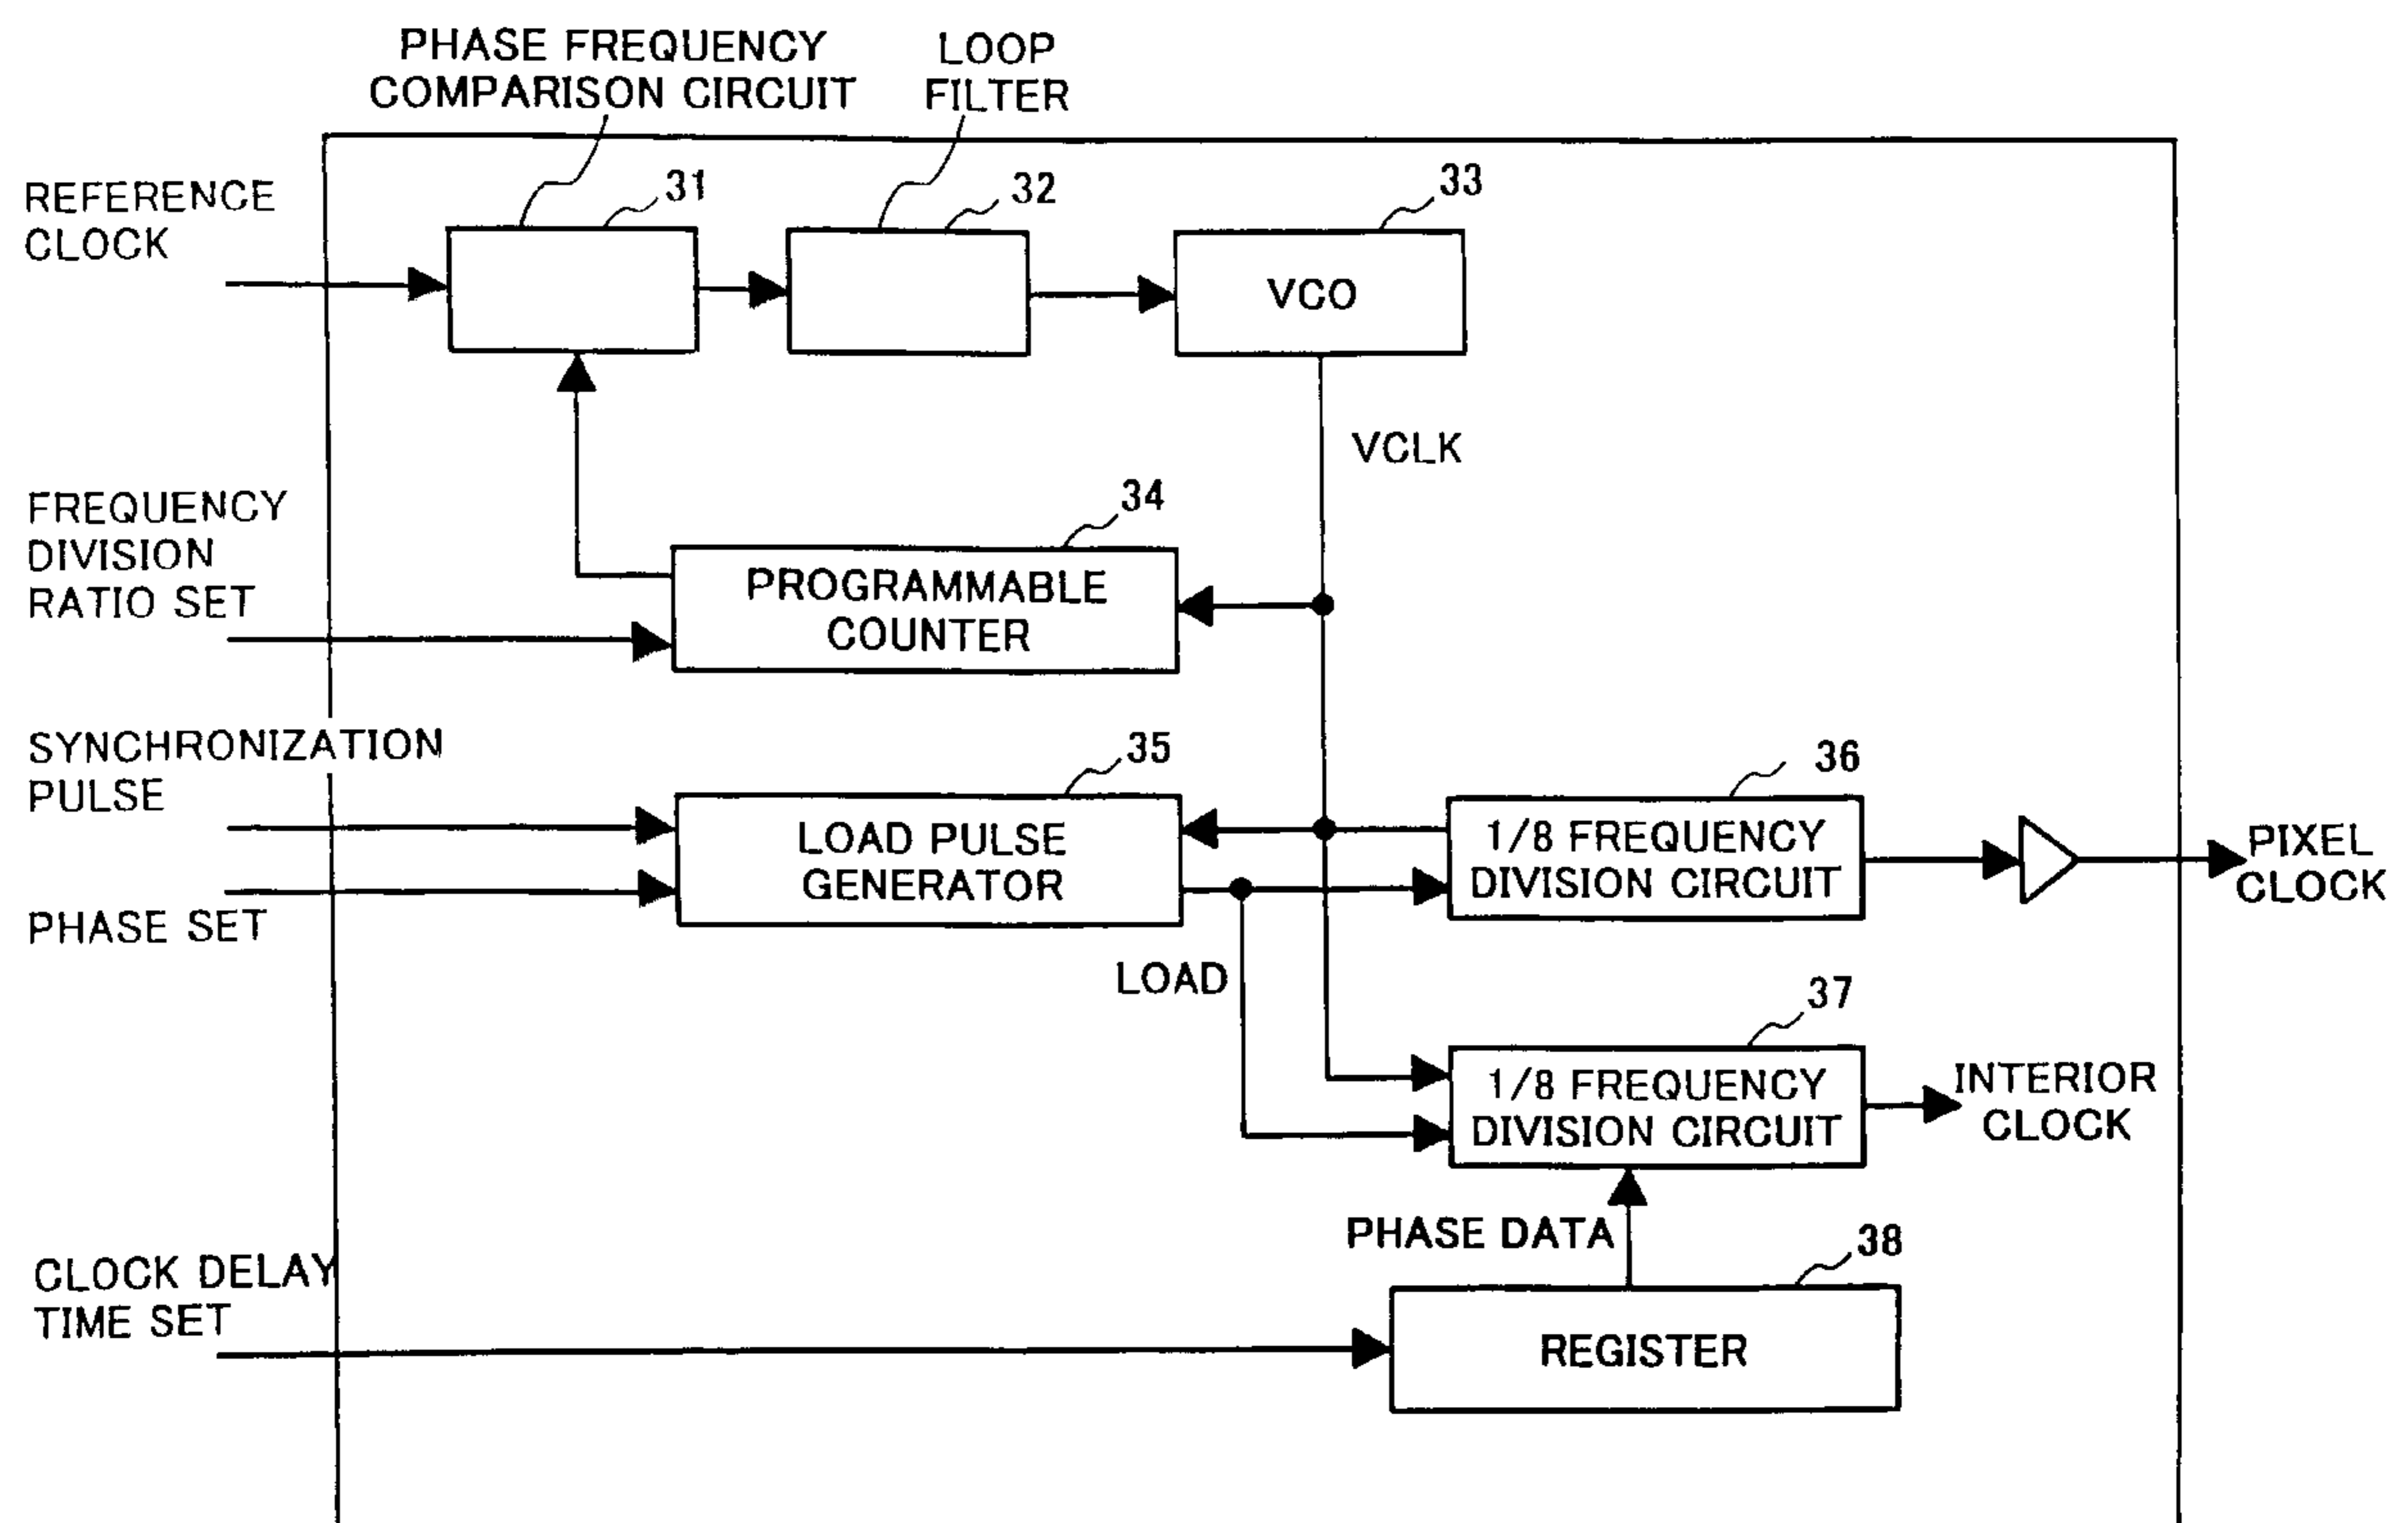 PHASE FREQUENCY
COMPARISON CIRCUIT
LOOP
FILTER
REFERENCE
CLOCK
31
32
33
VCO
VCLK
FREQUENCY
DIVISION
RATIO SET
34
PROGRAMMABLE
COUNTER
SYNCHRONIZATION
PULSE
35
36
LOAD PULSE
GENERATOR
1/8 FREQUENCY
DIVISION CIRCUIT
PIXEL
CLOCK
PHASE SET
LOAD
37
1/8 FREQUENCY
DIVISION CIRCUIT
INTERIOR
CLOCK
PHASE DATA
38
CLOCK DELAY
TIME SET
REGISTER